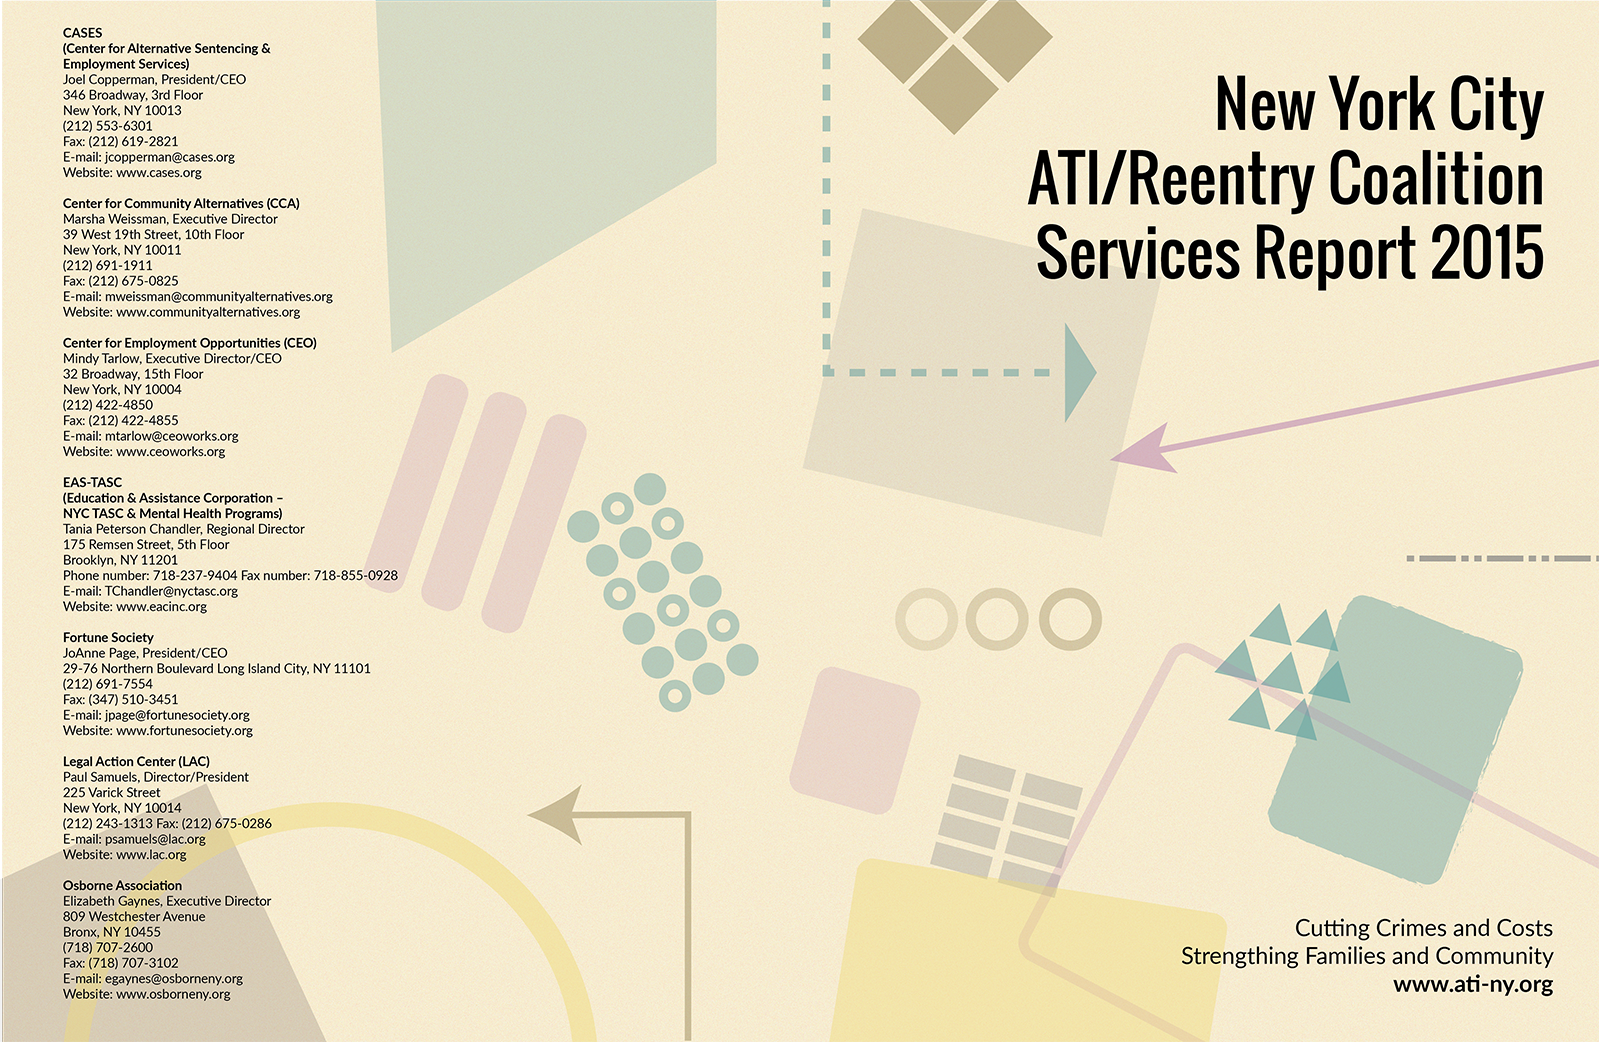 CASES
(Center for Alternative Sentencing &
Employment Services)
Joel Copperman, President/CEO
346 Broadway, 3rd Floor
New York, NY 10013
(212) 553-6301
Fax: (212) 619-2821
E-mail: jcopperman@cases.org
Website: www.cases.org
Center for Community Alternatives (CCA)
Marsha Weissman, Executive Director
39 West 19th Street, 10th Floor
New York, NY 10011
(212) 691-1911
Fax: (212) 675-0825
E-mail: mweissman@communityalternatives.org
Website: www.communityalternatives.org
Center for Employment Opportunities (CEO)
Mindy Tarlow, Executive Director/CEO
32 Broadway, 15th Floor
New York, NY 10004
(212) 422-4850
Fax: (212) 422-4855
E-mail: mtarlow@ceoworks.org
Website: www.ceoworks.org
EAS-TASC
(Education & Assistance Corporation –
NYC TASC & Mental Health Programs)
Tania Peterson Chandler, Regional Director
175 Remsen Street, 5th Floor
Brooklyn, NY 11201
Phone number: 718-237-9404 Fax number: 718-855-0928
E-mail: TChandler@nyctasc.org
Website: www.eacinc.org
Fortune Society
JoAnne Page, President/CEO
29-76 Northern Boulevard Long Island City, NY 11101
(212) 691-7554
Fax: (347) 510-3451
E-mail: jpage@fortunesociety.org
Website: www.fortunesociety.org
Legal Action Center (LAC)
Paul Samuels, Director/President
225 Varick Street
New York, NY 10014
(212) 243-1313 Fax: (212) 675-0286
E-mail: psamuels@lac.org
Website: www.lac.org
Osborne Association
Elizabeth Gaynes, Executive Director
809 Westchester Avenue
Bronx, NY 10455
(718) 707-2600
Fax: (718) 707-3102
E-mail: egaynes@osborneny.org
Website: www.osborneny.org
New York City
ATI/Reentry Coalition
Services Report 2015
Cutting Crimes and Costs
Strengthing Families and Community
www.ati-ny.org